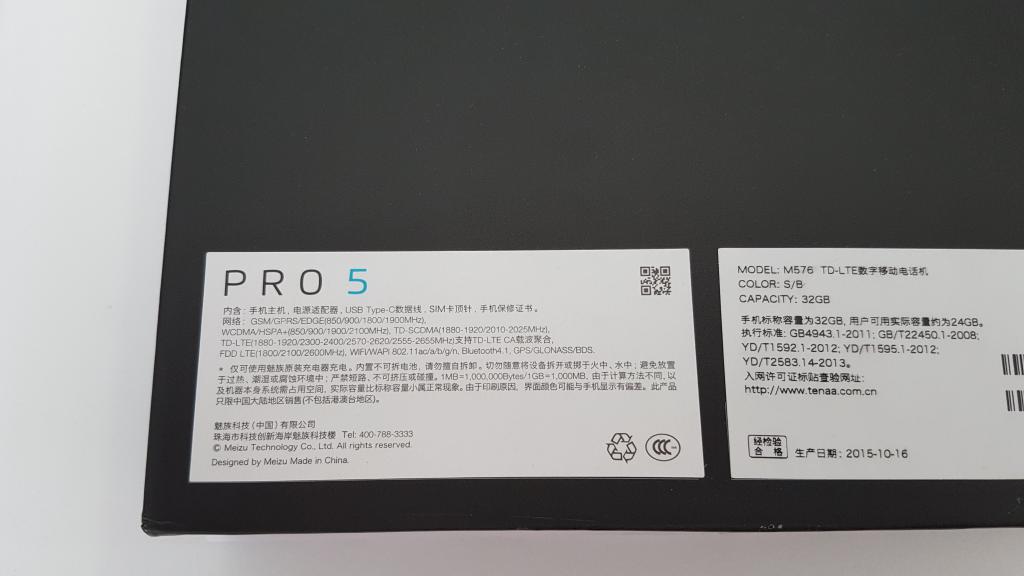 PRO 5
内含：手机主机，电源适配器，USB Type-C数据线，SIM卡顶针，手机保修证书。
网络：GSM/GPRS/EDGE(850/900/1800/1900MHz),
WCDMA/HSPA+(850/900/1900/2100MHz), TD-SCDMA(1880-1920/2010-2025MHz),
TD-LTE(1880-1920/2300-2400/2570-2620/2555-2655MHz)支持TD-LTE CA载波聚合,
FDD LTE(1800/2100/2600MHz), WIFI/WAPI 802.11ac/a/b/g/n, Bluetooth4.1, GPS/GLONASS/BDS.
* 仅可使用魅族原装充电器充电。内置不可拆电池，请勿擅自拆卸。切勿随意将设备拆开或掷于火、水中；避免放置
于过热、潮湿或腐蚀环境中；严禁短路、不可挤压或碰撞。1MB=1,000,000Bytes/1GB=1,000MB，由于计算方法不同，以
及机器本身系统需占用空间，实际容量比标称容量小属正常现象。由于印刷原因，界面颜色可能与手机显示有偏差。此产品
只限中国大陆地区销售(不包括港澳台地区)。
魅族科技（中国）有限公司
珠海市科技创新海岸魅族科技楼 Tel: 400-788-3333
© Meizu Technology Co., Ltd. All rights reserved.
Designed by Meizu Made in China.
CCC
MODEL: M576 TD-LTE数字移动电话机
COLOR: S/B
CAPACITY: 32GB
手机标称容量为32GB, 用户可用实际容量约为24GB。
执行标准: GB4943.1-2011; GB/T22450.1-2008;
YD/T1592.1-2012; YD/T1595.1-2012;
YD/T2583.14-2013。
入网许可证标贴查验网址:
http://www.tenaa.com.cn
经检验
合格
生产日期: 2015-10-16